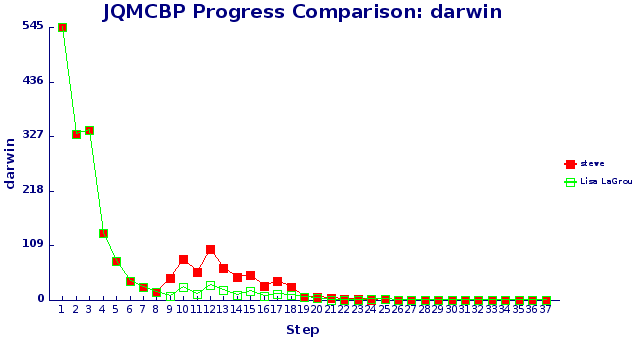 JQMCBP Progress Comparison: darwin
545
436
327
218
109
0
darwin
1 2 3 4 5 6 7 8 9 10 11 12 13 14 15 16 17 18 19 20 21 22 23 24 25 26 27 28 29 30 31 32 33 34 35 36 37
Step
steve
Lisa LaGrou